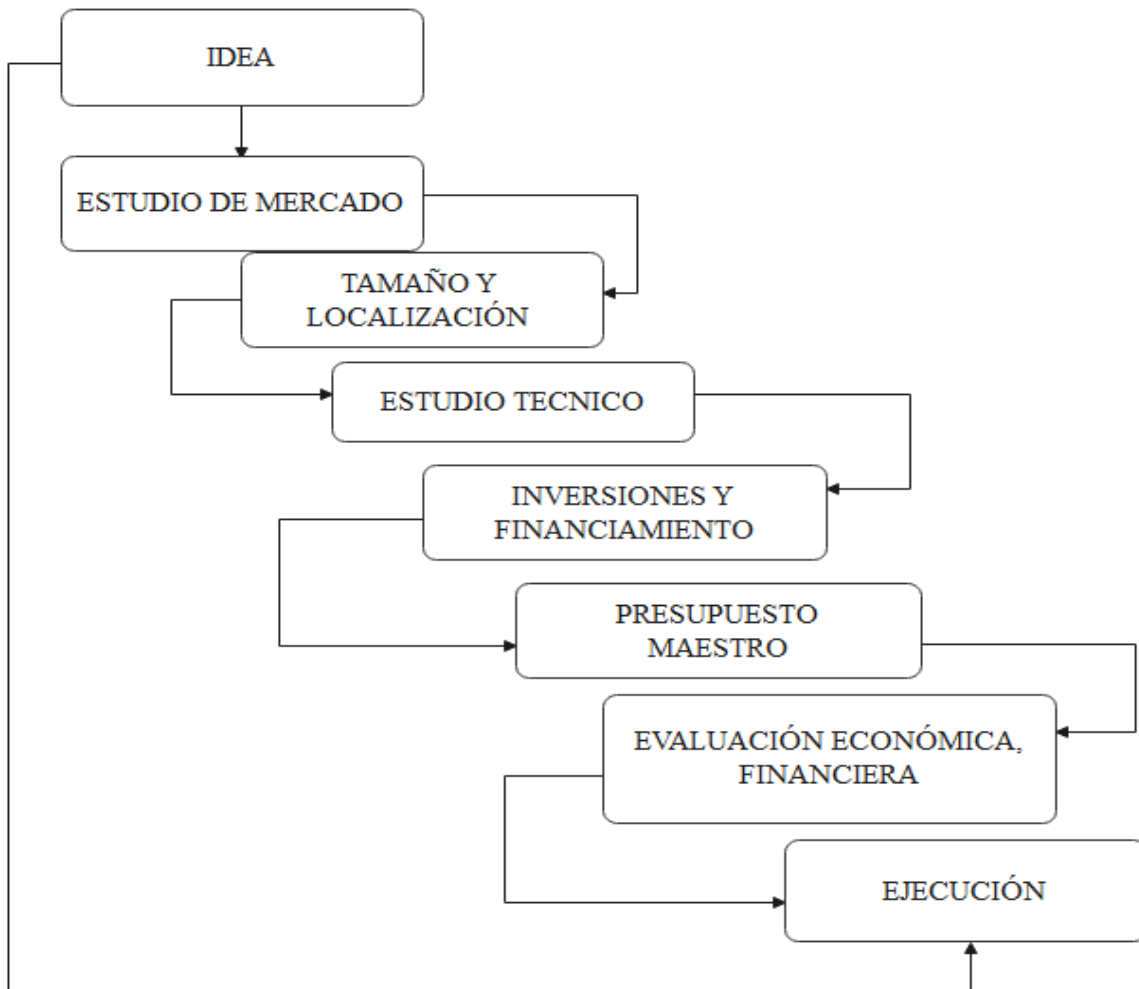 IDEA
ESTUDIO DE MERCADO
TAMAÑO Y
LOCALIZACIÓN
ESTUDIO TECNICO
INVERSIONES Y
FINANCIAMIENTO
PRESUPUESTO
MAESTRO
EVALUACIÓN ECONÓMICA,
FINANCIERA
EJECUCIÓN